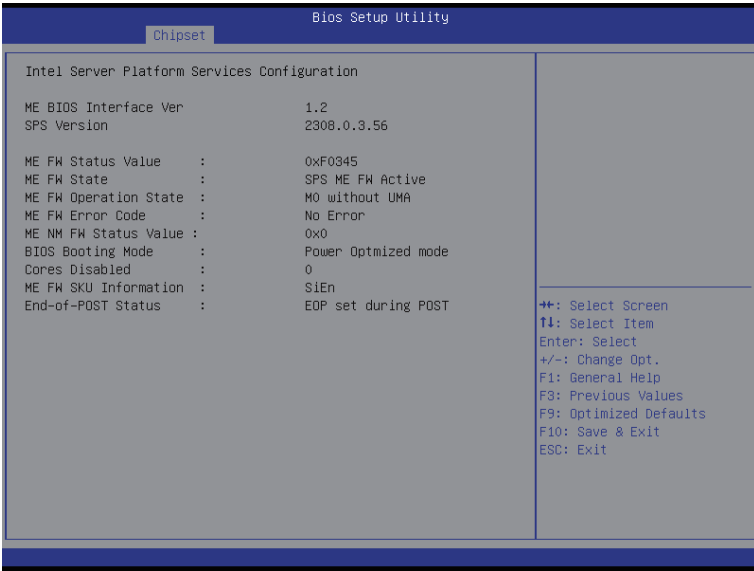 Bios Setup Utility
Chipset
Intel Server Platform Services Configuration
ME BIOS Interface Ver 1.2
SPS Version 2308.0.3.56
ME FW Status Value : 0xF0345
ME FW State : SPS ME FW Active
ME FW Operation State : M0 without UMA
ME FW Error Code : No Error
ME NM FW Status Value : 0x0
BIOS Booting Mode : Power Optmized mode
Cores Disabled : 0
ME FW SKU Information : SiEn
End-of-POST Status : EOP set during POST
→←: Select Screen
↑↓: Select Item
Enter: Select
+/-: Change Opt.
F1: General Help
F3: Previous Values
F9: Optimized Defaults
F10: Save & Exit
ESC: Exit